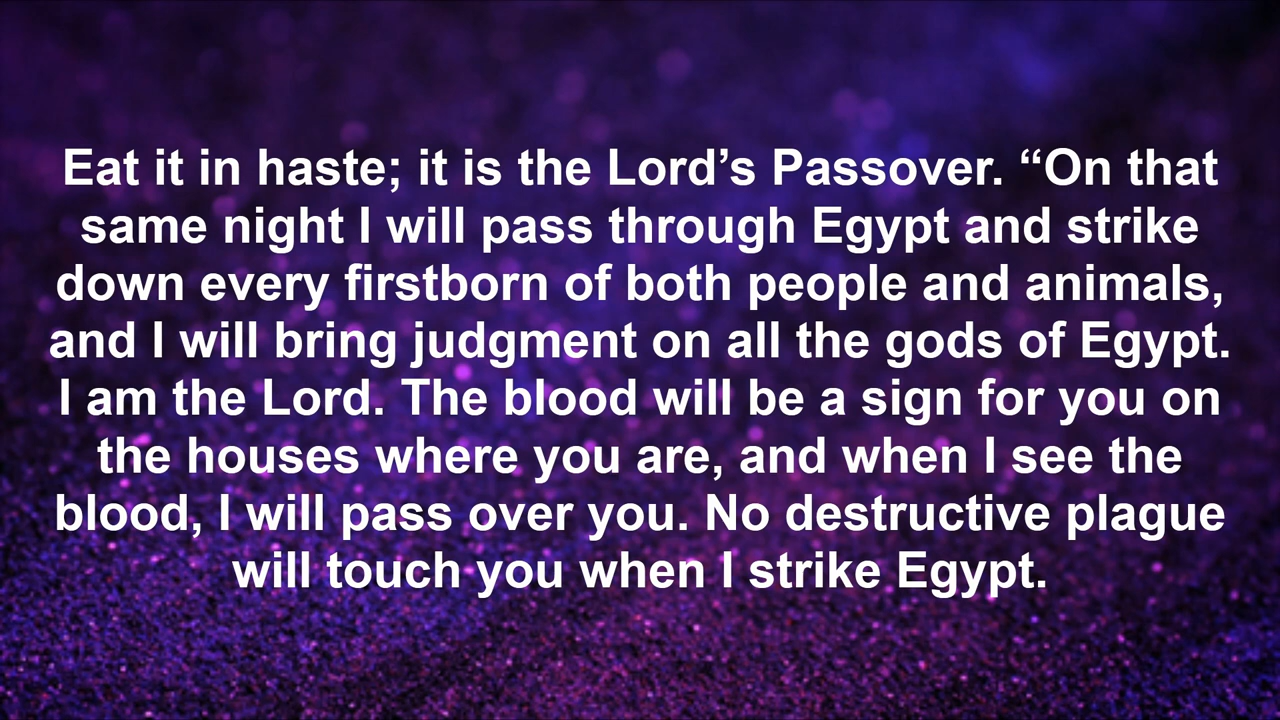 Eat it in haste; it is the Lord’s Passover. “On that
same night I will pass through Egypt and strike
down every firstborn of both people and animals,
and I will bring judgment on all the gods of Egypt.
I am the Lord. The blood will be a sign for you on
the houses where you are, and when I see the
blood, I will pass over you. No destructive plague
will touch you when I strike Egypt.